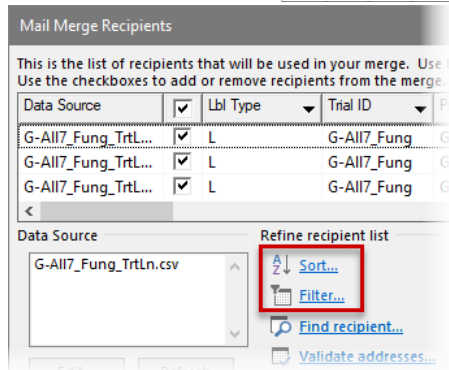 Mail Merge Recipients
This is the list of recipients that will be used in your merge. Use
Use the checkboxes to add or remove recipients from the merge.
Data Source Lbl Type Trial ID
G-All7_Fung_TrtL... L G-All7_Fung
G-All7_Fung_TrtL... L G-All7_Fung
G-All7_Fung_TrtL... L G-All7_Fung
Data Source Refine recipient list
G-All7_Fung_TrtLn.csv
Sort...
Filter...
Find recipient...
Validate addresses...